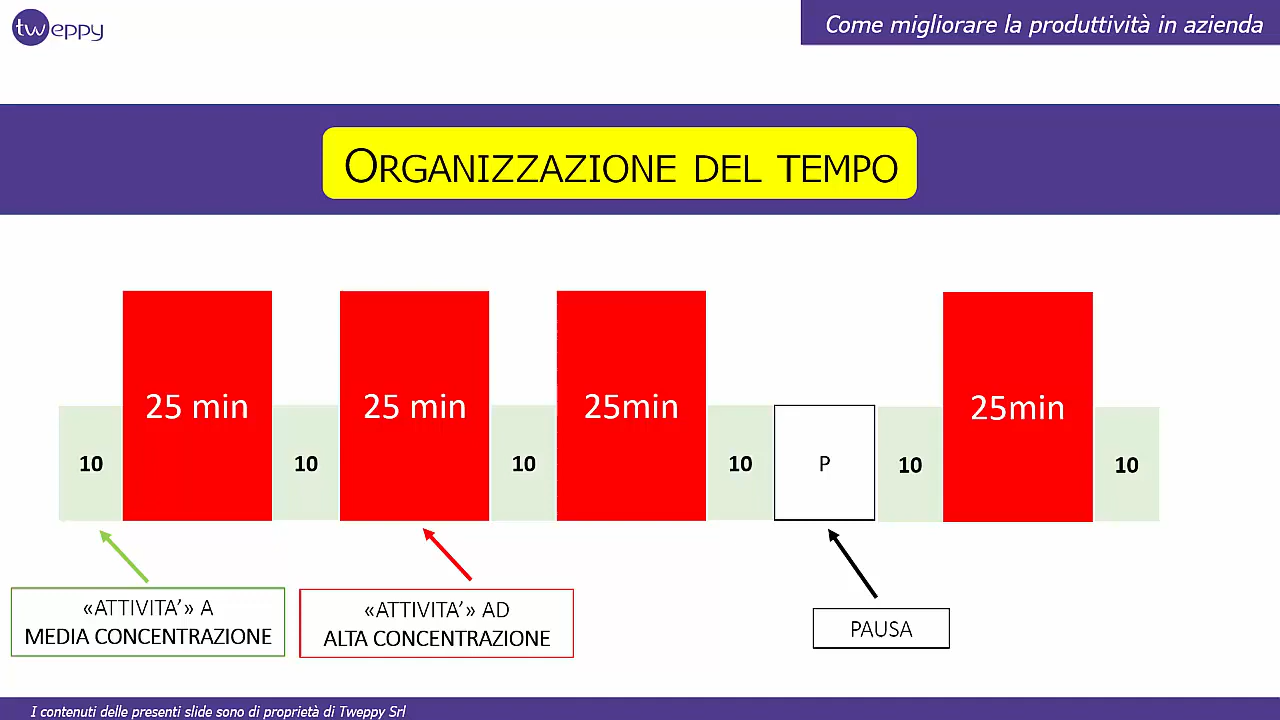 tweppy
Come migliorare la produttività in azienda
ORGANIZZAZIONE DEL TEMPO
10
25 min
10
25 min
10
25min
10
P
10
25min
10
«ATTIVITA’» A
MEDIA CONCENTRAZIONE
«ATTIVITA’» AD
ALTA CONCENTRAZIONE
PAUSA
I contenuti delle presenti slide sono di proprietà di Tweppy Srl